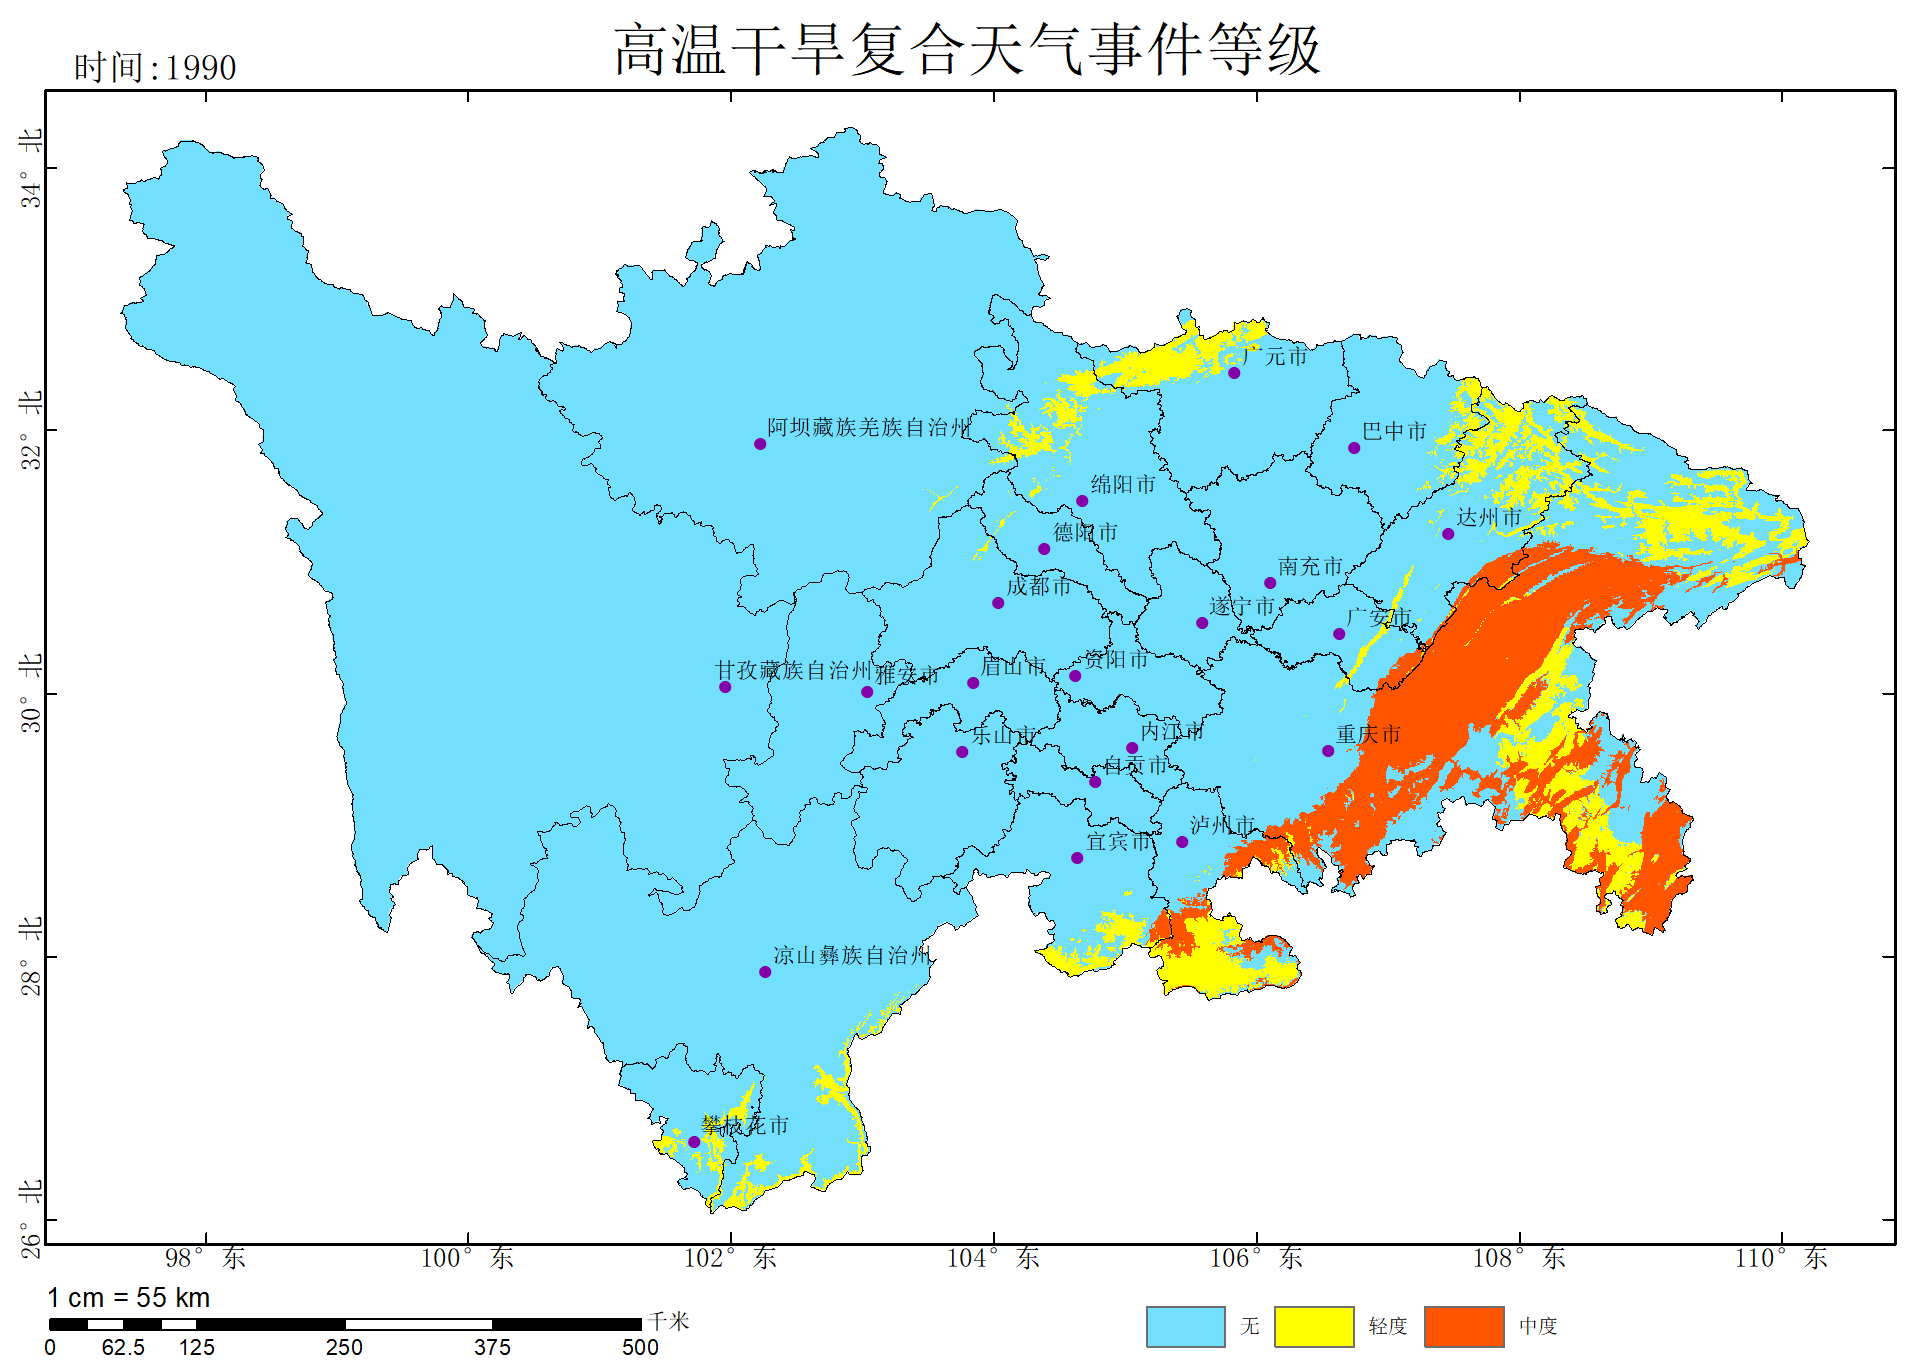 高温干旱复合天气事件等级
时间:1990
34° 北
32° 北
30° 北
28° 北
26° 北
广元市
阿坝藏族羌族自治州
巴中市
绵阳市
达州市
德阳市
南充市
成都市
遂宁市
广安市
资阳市
眉山市
甘孜藏族自治州
雅安市
内江市
重庆市
乐山市
自贡市
泸州市
宜宾市
凉山彝族自治州
攀枝花市
98° 东
100° 东
102° 东
104° 东
106° 东
108° 东
110° 东
1 cm = 55 km
千米
0 62.5 125 250 375 500
无
轻度
中度